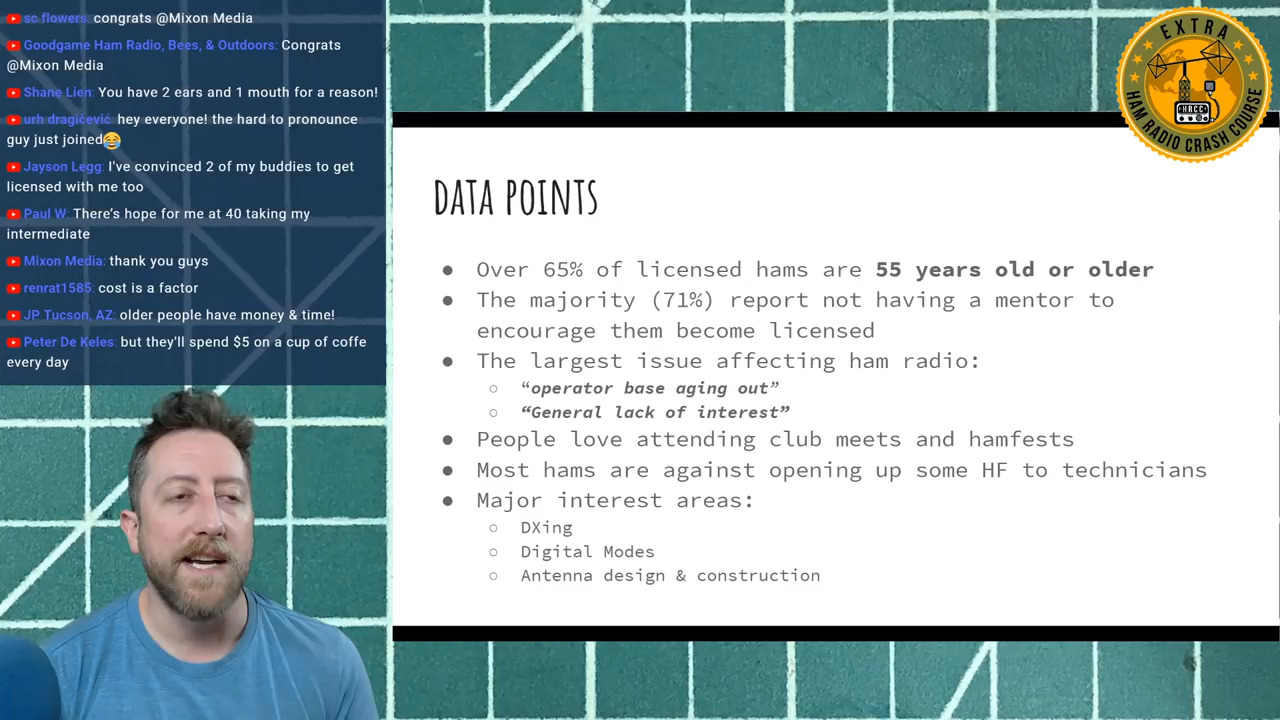 sc flowers: congrats @Mixon Media
Goodgame Ham Radio, Bees, & Outdoors: Congrats
@Mixon Media
Shane Lien: You have 2 ears and 1 mouth for a reason!
urh dragičević: hey everyone! the hard to pronounce
guy just joined😂
Jayson Legg: I've convinced 2 of my buddies to get
licensed with me too
Paul W: There's hope for me at 40 taking my
intermediate
Mixon Media: thank you guys
renrat1585: cost is a factor
JP Tucson, AZ: older people have money & time!
Peter De Keles: but they'll spend $5 on a cup of coffe
every day
EXTRA
HRCC
HAM RADIO CRASH COURSE
DATA POINTS
● Over 65% of licensed hams are 55 years old or older
● The majority (71%) report not having a mentor to
encourage them become licensed
● The largest issue affecting ham radio:
○ “operator base aging out”
○ “General lack of interest”
● People love attending club meets and hamfests
● Most hams are against opening up some HF to technicians
● Major interest areas:
○ DXing
○ Digital Modes
○ Antenna design & construction